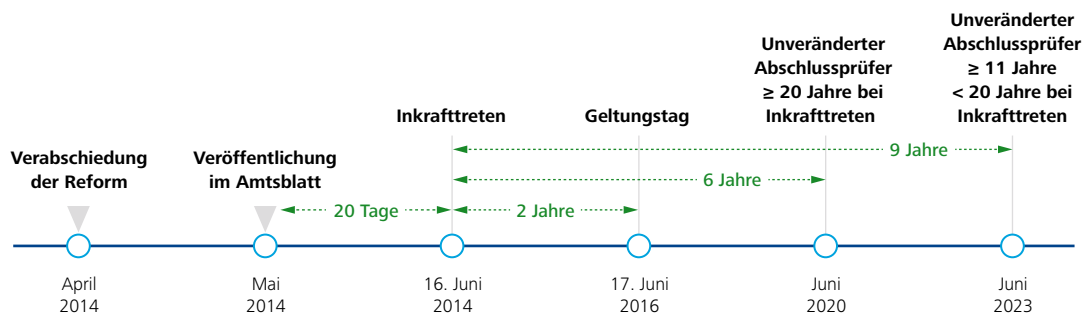 Verabschiedung
der Reform
Veröffentlichung
im Amtsblatt
Inkrafttreten
Geltungstag
Unveränderter
Abschlussprüfer
≥ 20 Jahre bei
Inkrafttreten
Unveränderter
Abschlussprüfer
≥ 11 Jahre
< 20 Jahre bei
Inkrafttreten
9 Jahre
6 Jahre
20 Tage
2 Jahre
April
2014
Mai
2014
16. Juni
2014
17. Juni
2016
Juni
2020
Juni
2023